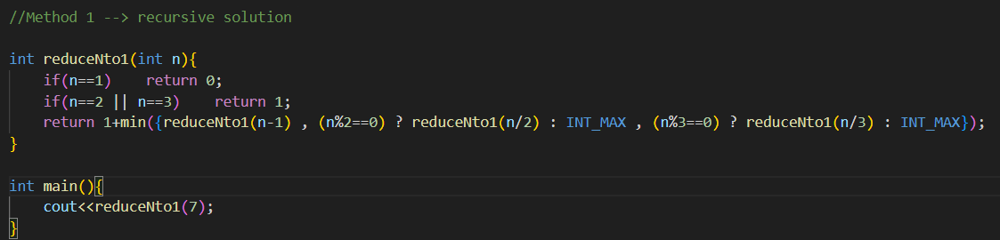 //Method 1 --> recursive solution
int reduceNto1(int n){
    if(n==1)    return 0;
    if(n==2 || n==3)    return 1;
    return 1+min({reduceNto1(n-1) , (n%2==0) ? reduceNto1(n/2) : INT_MAX , (n%3==0) ? reduceNto1(n/3) : INT_MAX});
}
int main(){
    cout<<reduceNto1(7);
}